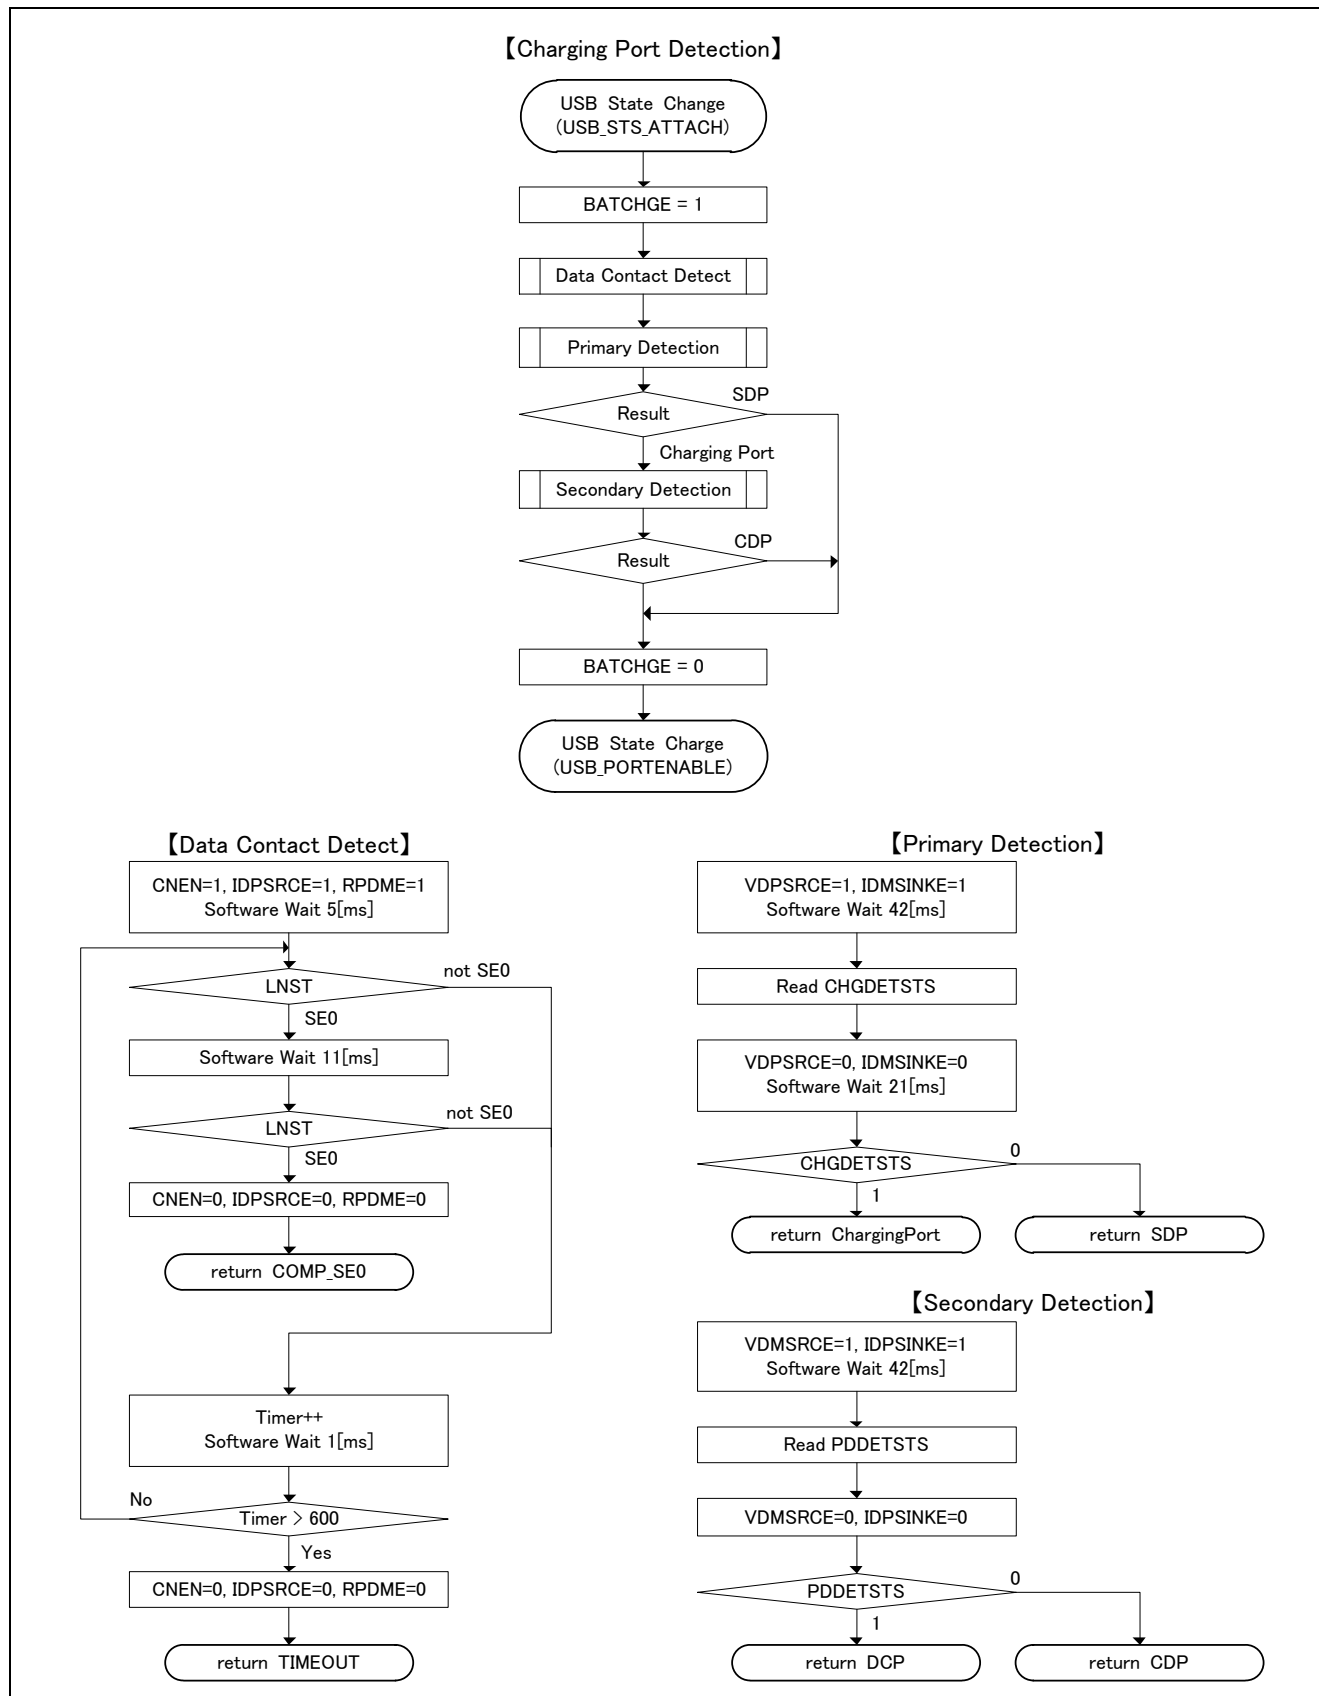 【Charging Port Detection】
USB State Change
(USB_STS_ATTACH)
BATCHGE = 1
Data Contact Detect
Primary Detection
SDP
Result
Charging Port
Secondary Detection
CDP
Result
BATCHGE = 0
USB State Charge
(USB_PORTENABLE)
【Data Contact Detect】
CNEN=1, IDPSRCE=1, RPDME=1
Software Wait 5[ms]
not SE0
LNST
SE0
Software Wait 11[ms]
not SE0
LNST
SE0
CNEN=0, IDPSRCE=0, RPDME=0
return COMP_SE0
Timer++
Software Wait 1[ms]
No
Timer > 600
Yes
CNEN=0, IDPSRCE=0, RPDME=0
return TIMEOUT
【Primary Detection】
VDPSRCE=1, IDMSINKE=1
Software Wait 42[ms]
Read CHGDETSTS
VDPSRCE=0, IDMSINKE=0
Software Wait 21[ms]
0
CHGDETSTS
1
return ChargingPort
return SDP
【Secondary Detection】
VDMSRCE=1, IDPSINKE=1
Software Wait 42[ms]
Read PDDETSTS
VDMSRCE=0, IDPSINKE=0
0
PDDETSTS
1
return DCP
return CDP